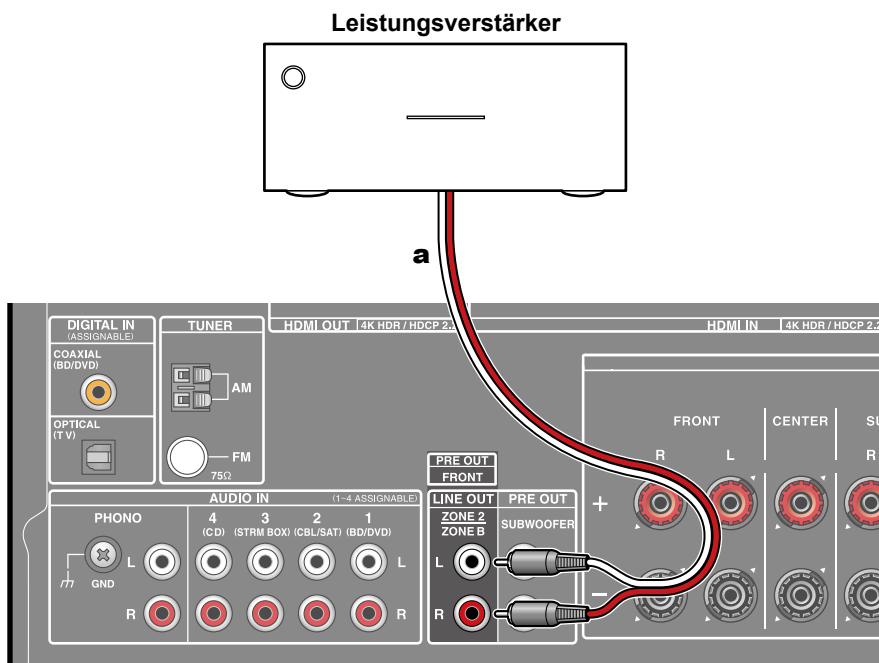 Leistungsverstärker
a
DIGITAL IN
(ASSIGNABLE)
COAXIAL
(BD/DVD)
OPTICAL
(TV)
TUNER
AM
FM
75Ω
HDMI OUT 4K HDR / HDCP 2.
HDMI IN 4K HDR / HDCP 2.2
FRONT
R L
CENTER
SU
R
+
−
PRE OUT
FRONT
LINE OUT
ZONE 2
ZONE B
L
R
PRE OUT
SUBWOOFER
AUDIO IN (1~4 ASSIGNABLE)
PHONO
GND
4 3 2 1
(CD) (STRM BOX) (CBL/SAT) (BD/DVD)
L L
R R